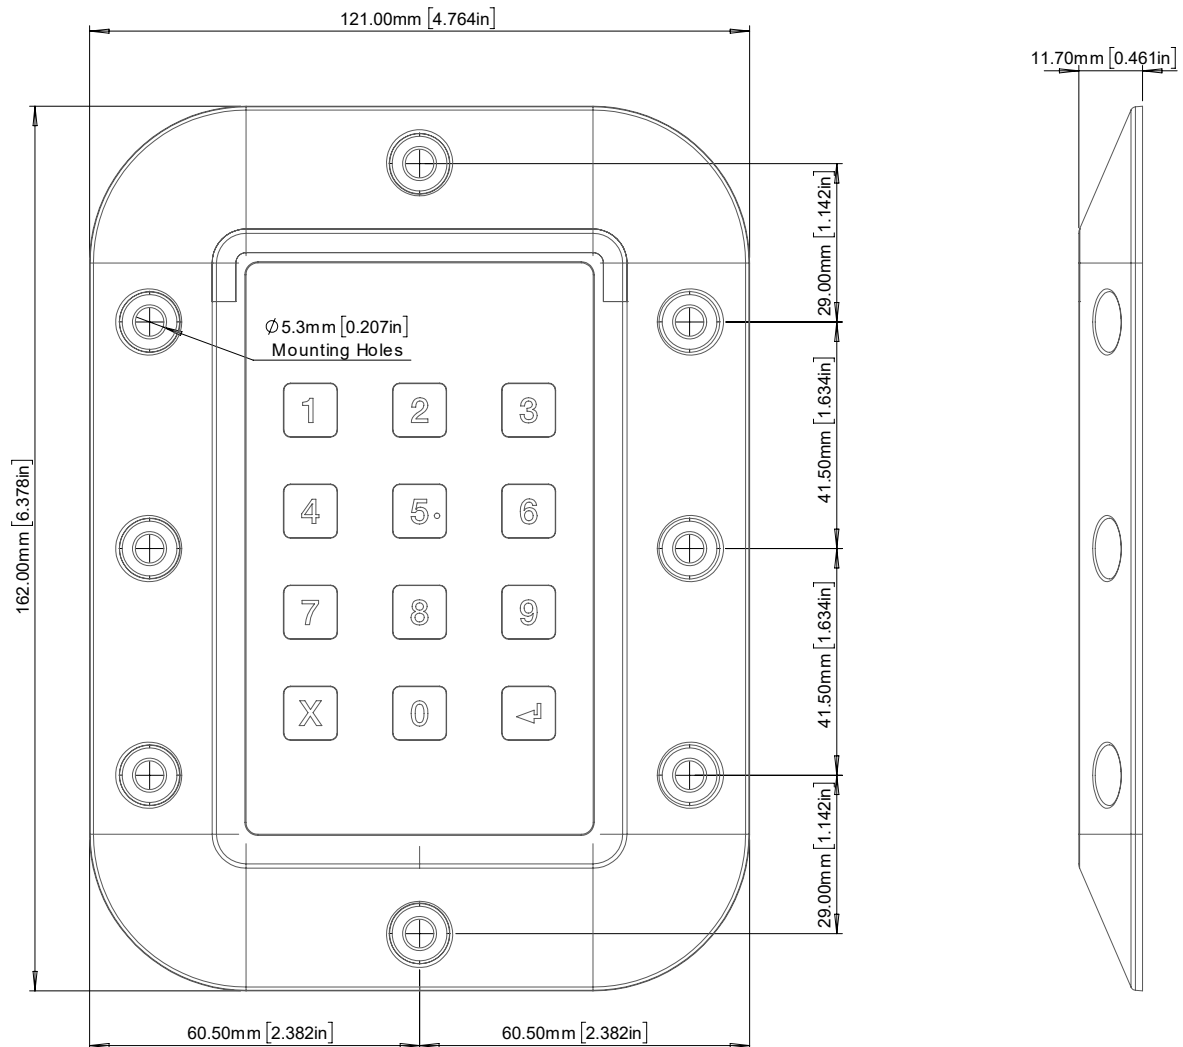 121.00mm [4.764in]
11.70mm [0.461in]
29.00mm [1.142in]
∅5.3mm [0.207in]
Mounting Holes
1 2 3
41.50mm [1.634in]
4 5 6
162.00mm [6.378in]
7 8 9
41.50mm [1.634in]
X 0
29.00mm [1.142in]
60.50mm [2.382in]
60.50mm [2.382in]